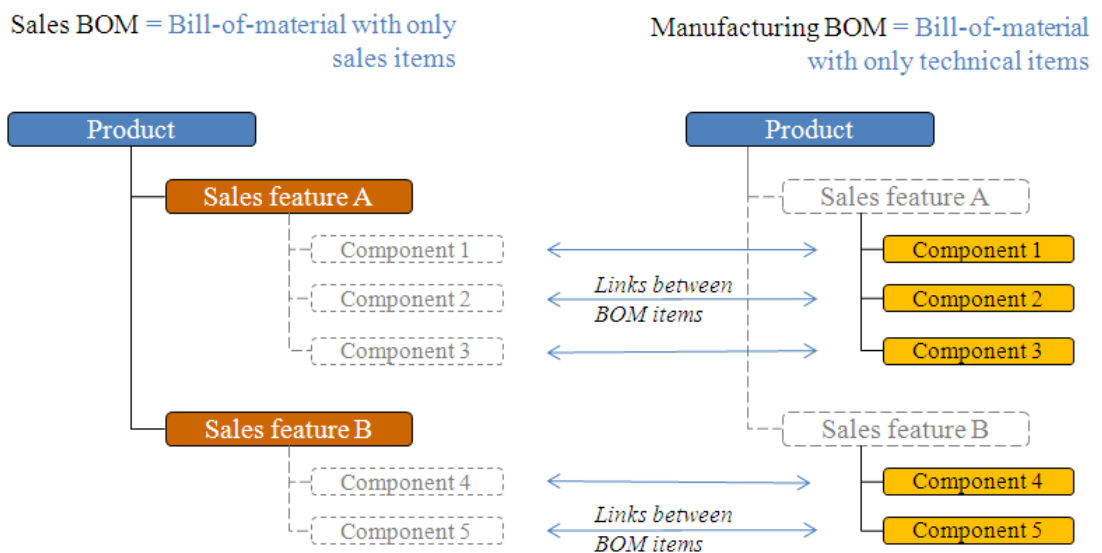 Sales BOM = Bill-of-material with only
sales items
Manufacturing BOM = Bill-of-material
with only technical items
Product
Sales feature A
Component 1
Component 2
Component 3
Sales feature B
Component 4
Component 5
Links between
BOM items
Links between
BOM items
Product
Sales feature A
Component 1
Component 2
Component 3
Sales feature B
Component 4
Component 5